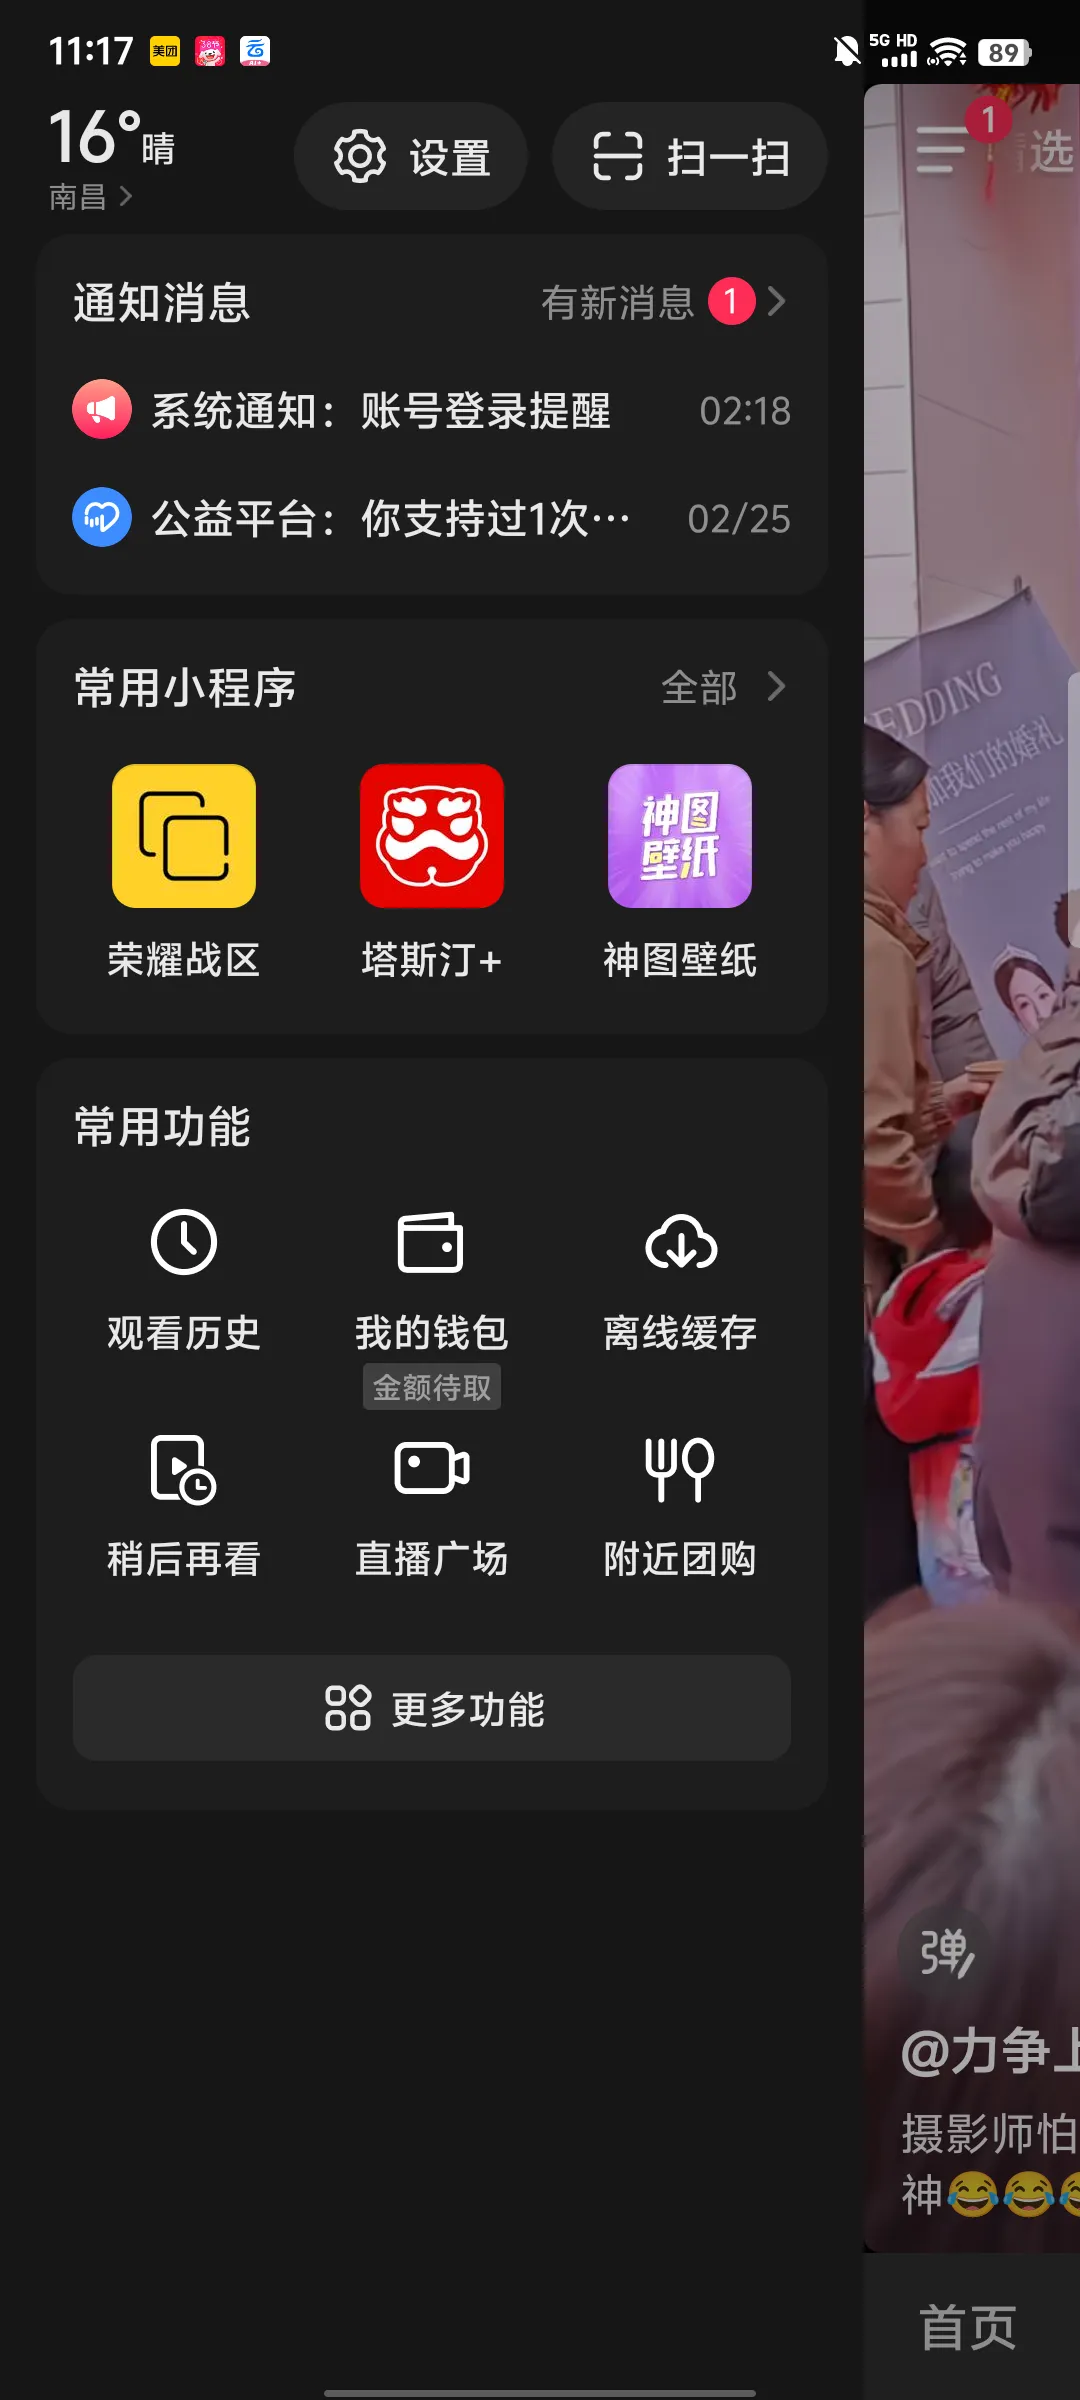 11:17
美团
5G HD
89
16°晴
南昌
设置
扫一扫
1
选
通知消息
有新消息 1
系统通知：账号登录提醒
02:18
公益平台：你支持过1次…
02/25
常用小程序
全部
神图
壁纸
荣耀战区
塔斯汀+
神图壁纸
EDDING
加我们的婚礼
常用功能
观看历史
我的钱包
离线缓存
金额待取
稍后再看
直播广场
附近团购
更多功能
弹
@力争上
摄影师怕
神😂😂😂
首页